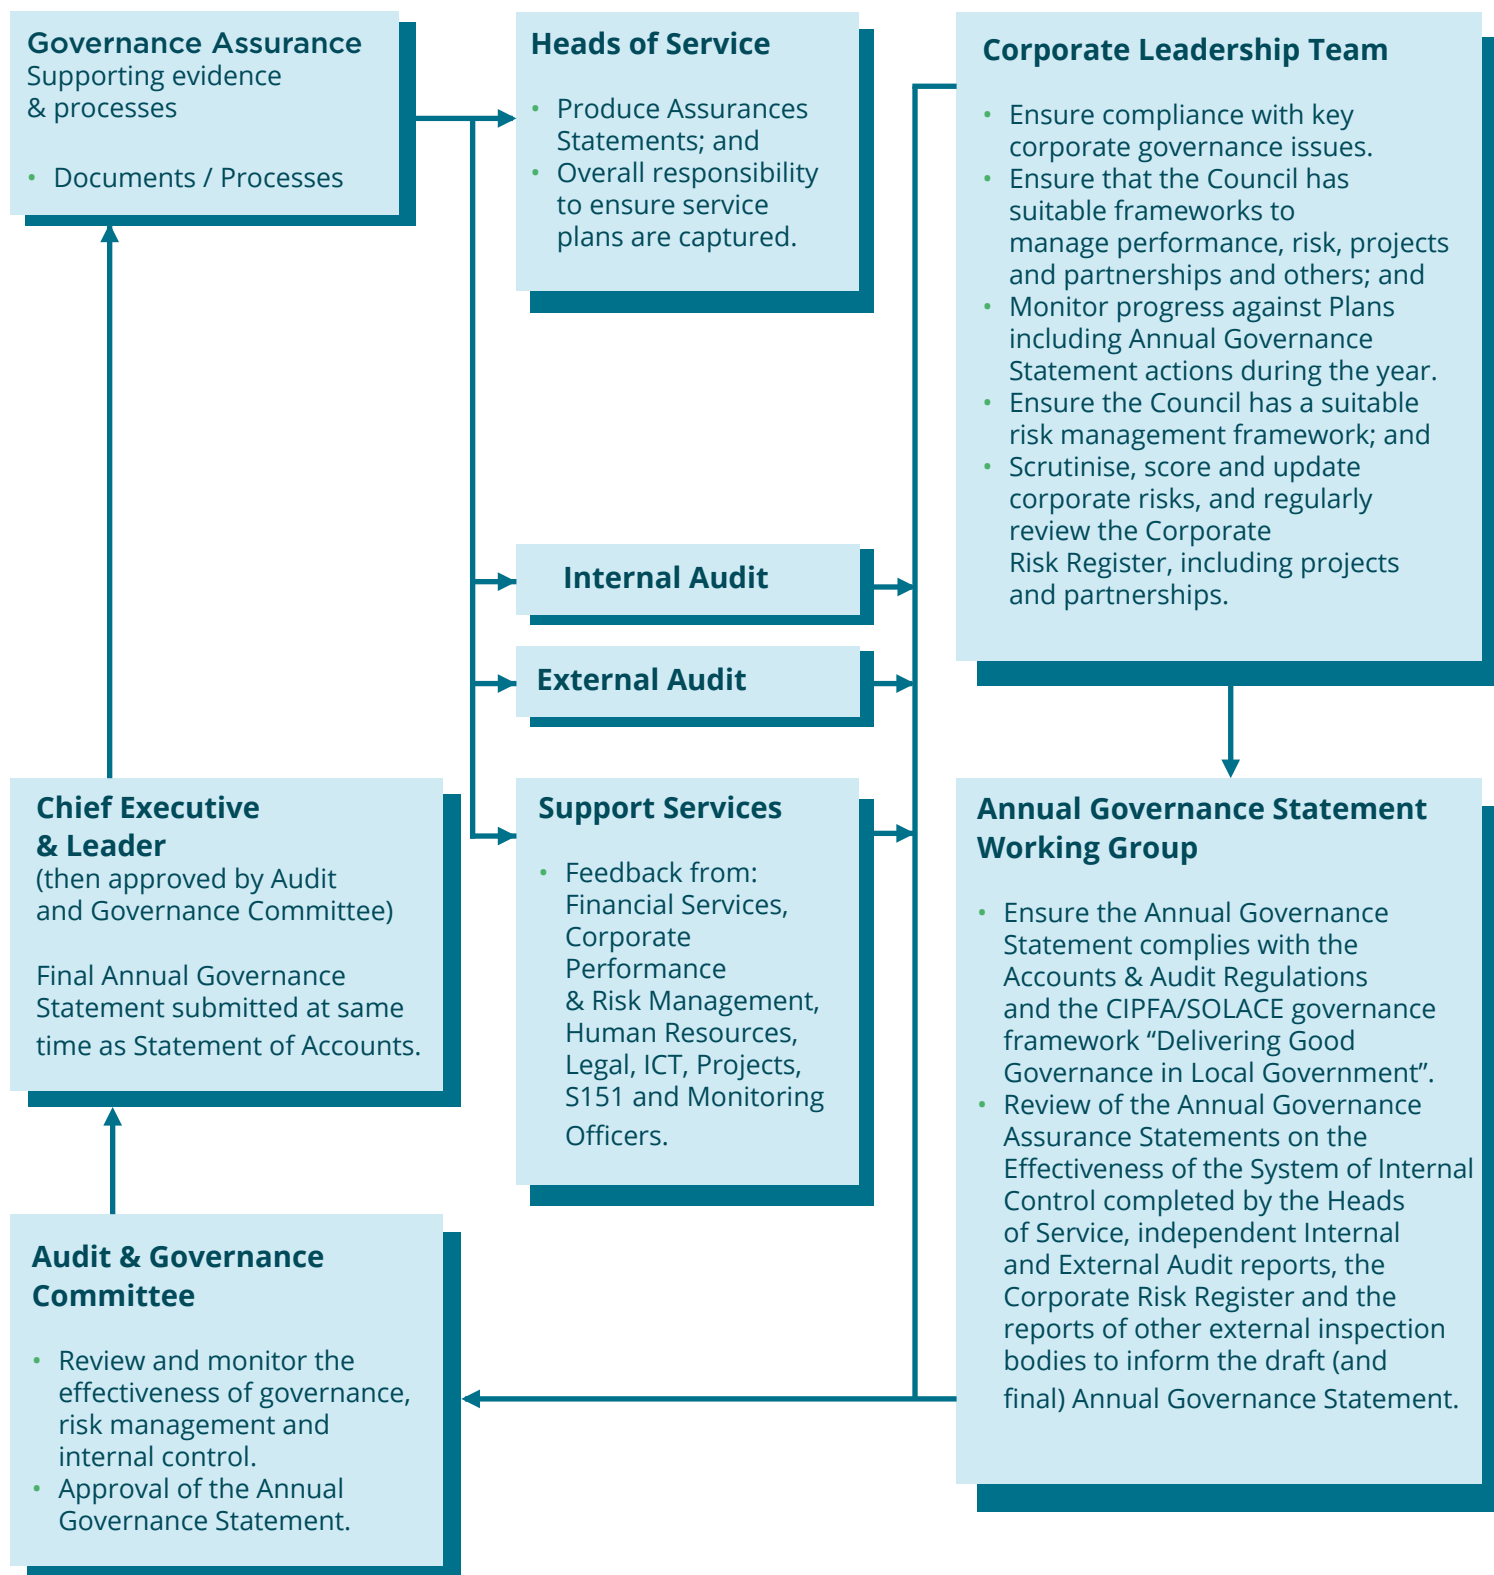 Governance Assurance
Supporting evidence
& processes
• Documents / Processes
Heads of Service
• Produce Assurances
Statements; and
• Overall responsibility
to ensure service
plans are captured.
Corporate Leadership Team
• Ensure compliance with key
corporate governance issues.
• Ensure that the Council has
suitable frameworks to
manage performance, risk, projects
and partnerships and others; and
• Monitor progress against Plans
including Annual Governance
Statement actions during the year.
• Ensure the Council has a suitable
risk management framework; and
• Scrutinise, score and update
corporate risks, and regularly
review the Corporate
Risk Register, including projects
and partnerships.
Internal Audit
External Audit
Support Services
• Feedback from:
Financial Services,
Corporate
Performance
& Risk Management,
Human Resources,
Legal, ICT, Projects,
S151 and Monitoring
Officers.
Annual Governance Statement
Working Group
• Ensure the Annual Governance
Statement complies with the
Accounts & Audit Regulations
and the CIPFA/SOLACE governance
framework “Delivering Good
Governance in Local Government”.
• Review of the Annual Governance
Assurance Statements on the
Effectiveness of the System of Internal
Control completed by the Heads
of Service, independent Internal
and External Audit reports, the
Corporate Risk Register and the
reports of other external inspection
bodies to inform the draft (and
final) Annual Governance Statement.
Chief Executive
& Leader
(then approved by Audit
and Governance Committee)
Final Annual Governance
Statement submitted at same
time as Statement of Accounts.
Audit & Governance
Committee
• Review and monitor the
effectiveness of governance,
risk management and
internal control.
• Approval of the Annual
Governance Statement.